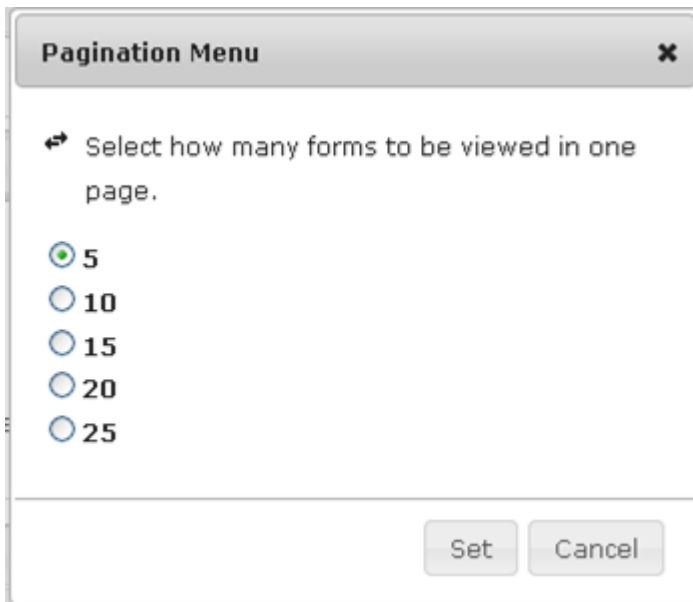 Pagination Menu
Select how many forms to be viewed in one
page.
5
10
15
20
25
Set Cancel